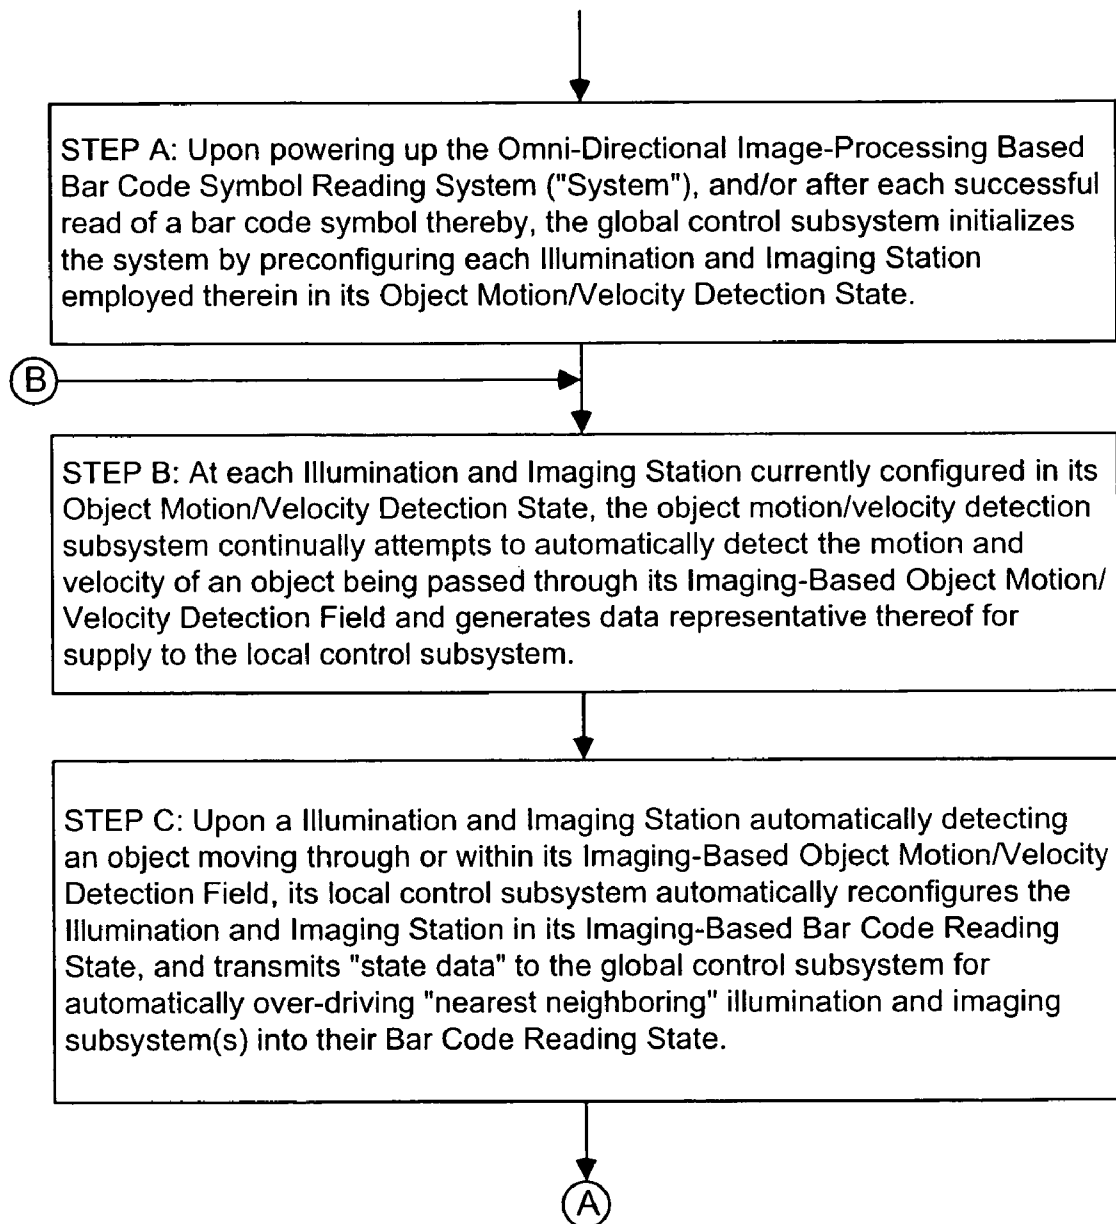 STEP A: Upon powering up the Omni-Directional Image-Processing Based
Bar Code Symbol Reading System ("System"), and/or after each successful
read of a bar code symbol thereby, the global control subsystem initializes
the system by preconfiguring each Illumination and Imaging Station
employed therein in its Object Motion/Velocity Detection State.
B
STEP B: At each Illumination and Imaging Station currently configured in its
Object Motion/Velocity Detection State, the object motion/velocity detection
subsystem continually attempts to automatically detect the motion and
velocity of an object being passed through its Imaging-Based Object Motion/
Velocity Detection Field and generates data representative thereof for
supply to the local control subsystem.
STEP C: Upon a Illumination and Imaging Station automatically detecting
an object moving through or within its Imaging-Based Object Motion/Velocity
Detection Field, its local control subsystem automatically reconfigures the
Illumination and Imaging Station in its Imaging-Based Bar Code Reading
State, and transmits "state data" to the global control subsystem for
automatically over-driving "nearest neighboring" illumination and imaging
subsystem(s) into their Bar Code Reading State.
A